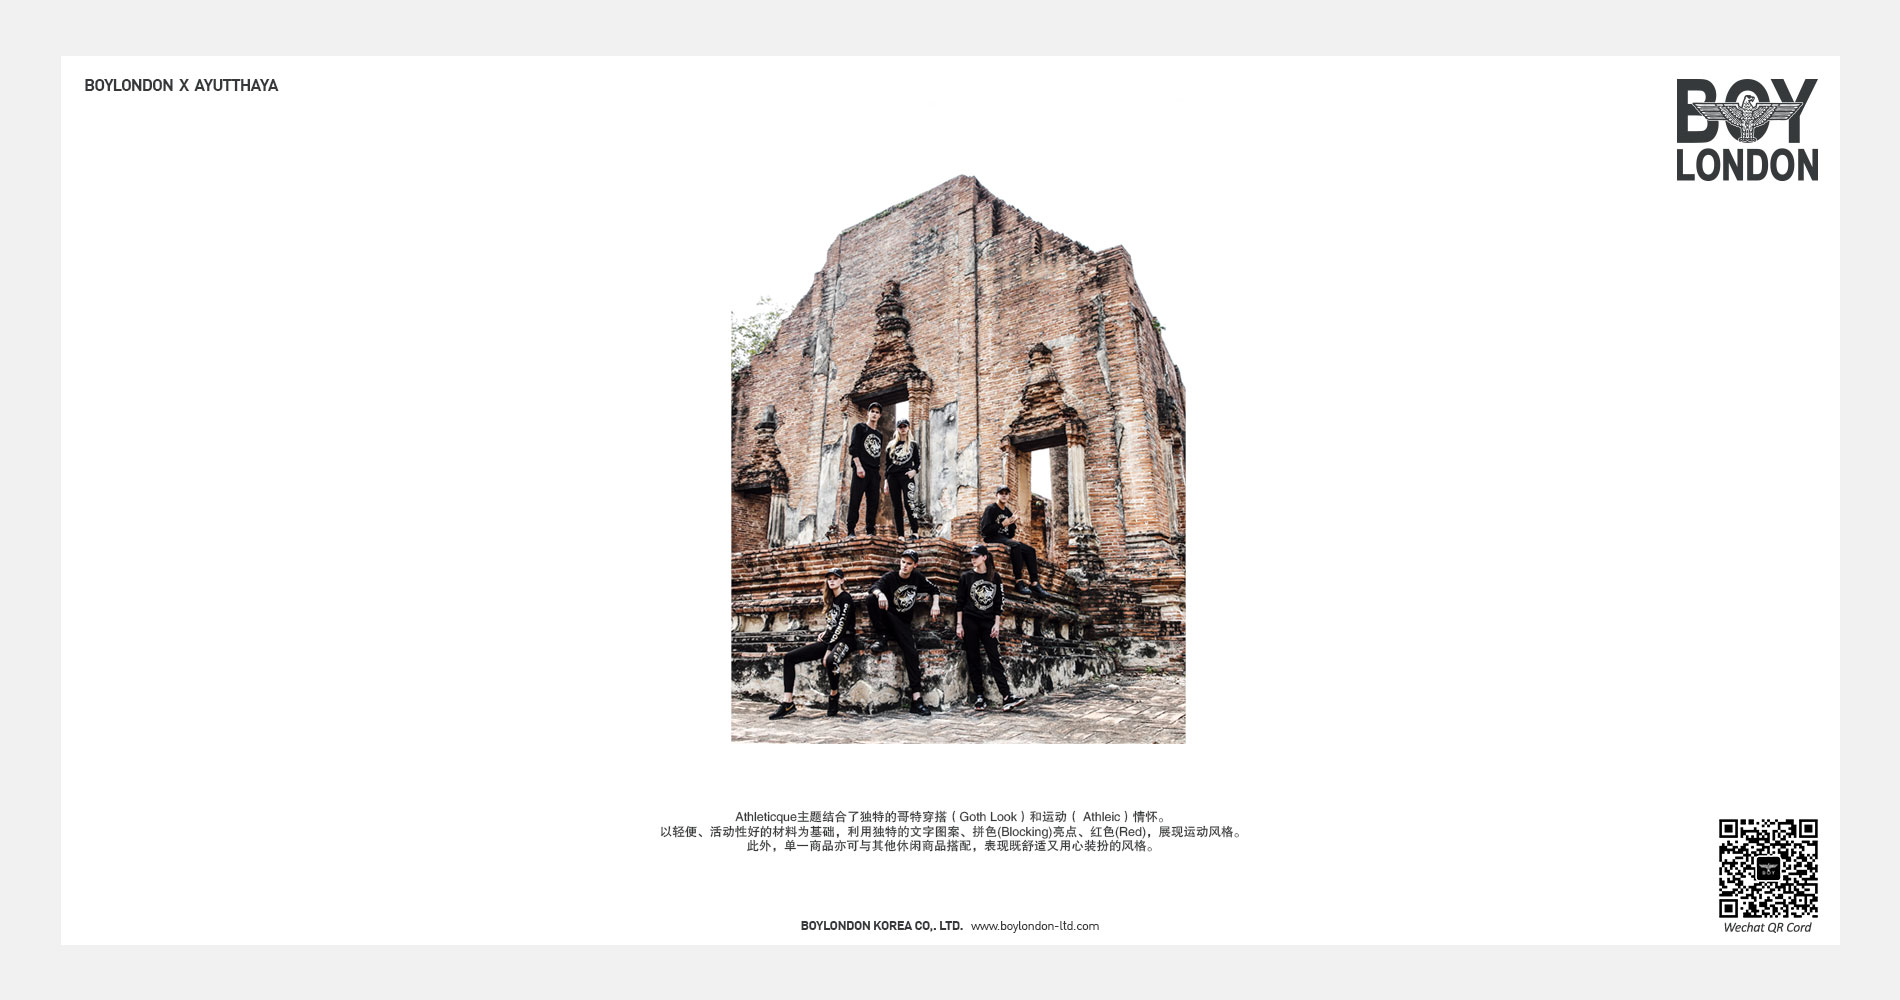 BOYLONDON X AYUTTHAYA
BOY
LONDON
Athleticque主题结合了独特的哥特穿搭（Goth Look）和运动（ Athleic）情怀。
以轻便、活动性好的材料为基础，利用独特的文字图案、拼色(Blocking)亮点、红色(Red)，展现运动风格。
此外，单一商品亦可与其他休闲商品搭配，表现既舒适又用心装扮的风格。
BOYLONDON KOREA CO,. LTD. www.boylondon-ltd.com
Wechat QR Cord